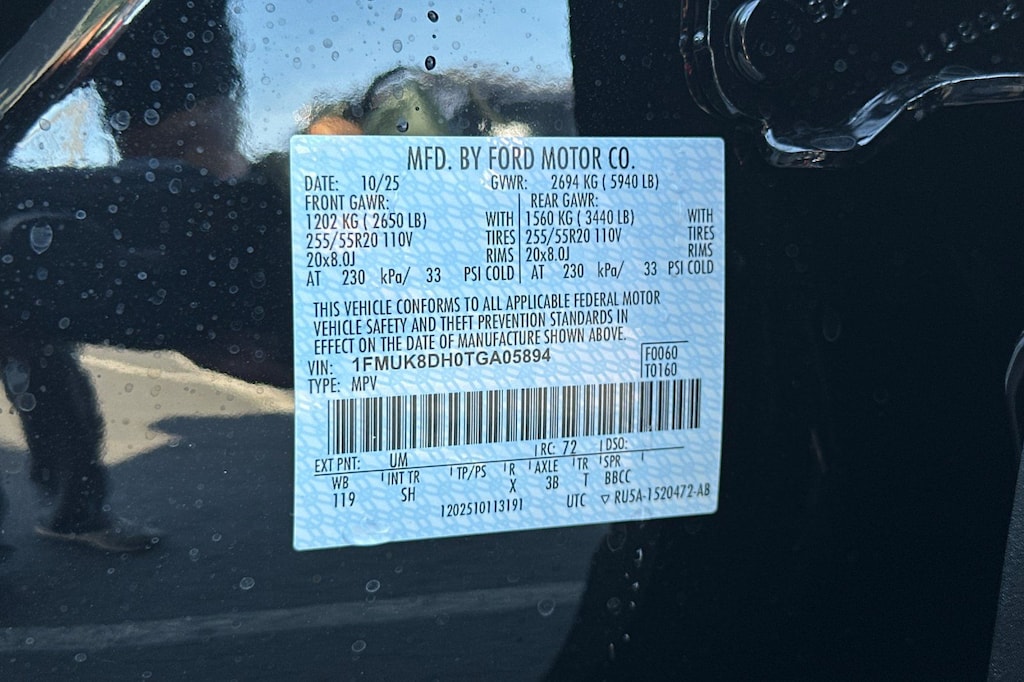 MFD. BY FORD MOTOR CO.
DATE: 10/25 GVWR: 2694 KG ( 5940 LB)
FRONT GAWR: REAR GAWR:
1202 KG ( 2650 LB) WITH 1560 KG ( 3440 LB) WITH
255/55R20 110V TIRES 255/55R20 110V TIRES
20x8.0J RIMS 20x8.0J RIMS
AT 230 kPa/ 33 PSI COLD AT 230 kPa/ 33 PSI COLD
THIS VEHICLE CONFORMS TO ALL APPLICABLE FEDERAL MOTOR
VEHICLE SAFETY AND THEFT PREVENTION STANDARDS IN
EFFECT ON THE DATE OF MANUFACTURE SHOWN ABOVE.
VIN: 1FMUK8DH0TGA05894 F0060
TYPE: MPV T0160
EXT PNT: UM RC: 72 DSO:
WB INT TR TP/PS R AXLE TR SPR
119 SH X 3B T BBCC
1202510113191 UTC ▽ RU5A-1520472-AB